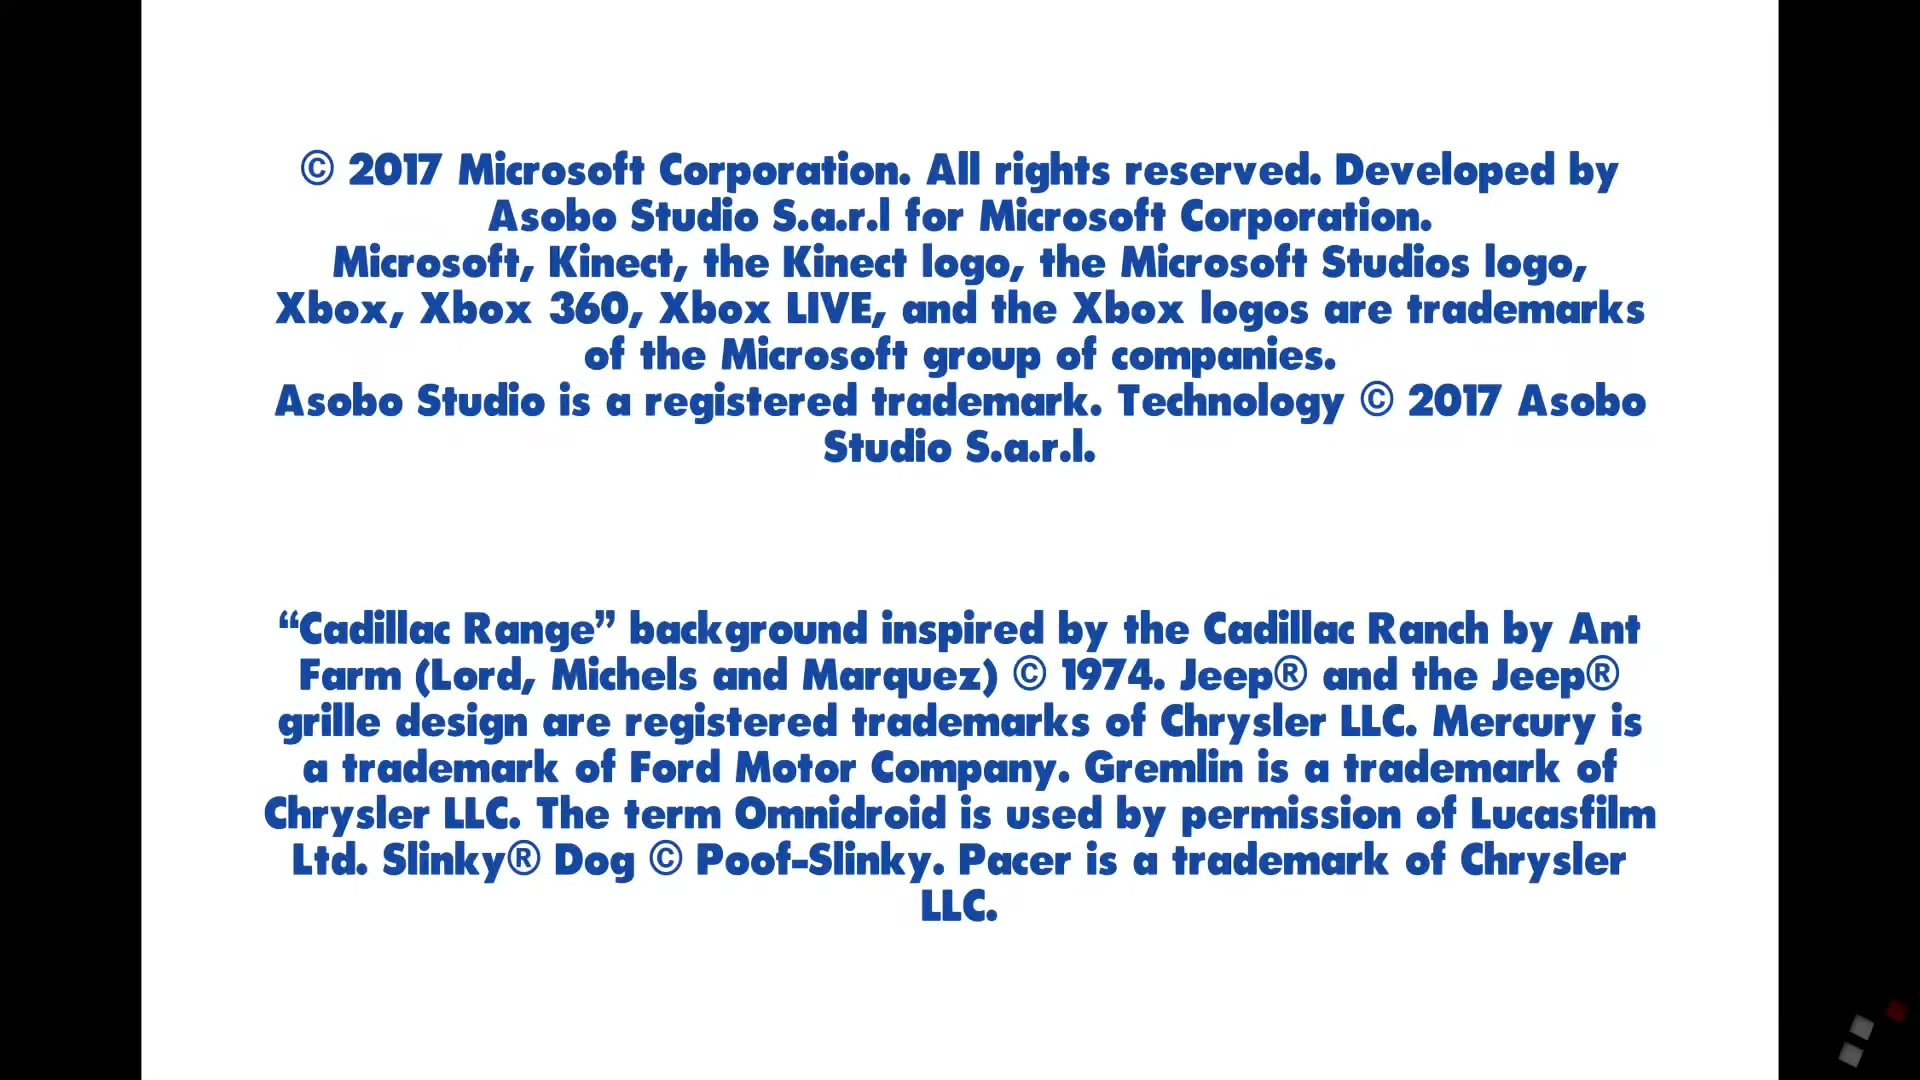 © 2017 Microsoft Corporation. All rights reserved. Developed by
Asobo Studio S.a.r.l for Microsoft Corporation.
Microsoft, Kinect, the Kinect logo, the Microsoft Studios logo,
Xbox, Xbox 360, Xbox LIVE, and the Xbox logos are trademarks
of the Microsoft group of companies.
Asobo Studio is a registered trademark. Technology © 2017 Asobo
Studio S.a.r.l.
“Cadillac Range” background inspired by the Cadillac Ranch by Ant
Farm (Lord, Michels and Marquez) © 1974. Jeep® and the Jeep®
grille design are registered trademarks of Chrysler LLC. Mercury is
a trademark of Ford Motor Company. Gremlin is a trademark of
Chrysler LLC. The term Omnidroid is used by permission of Lucasfilm
Ltd. Slinky® Dog © Poof-Slinky. Pacer is a trademark of Chrysler
LLC.